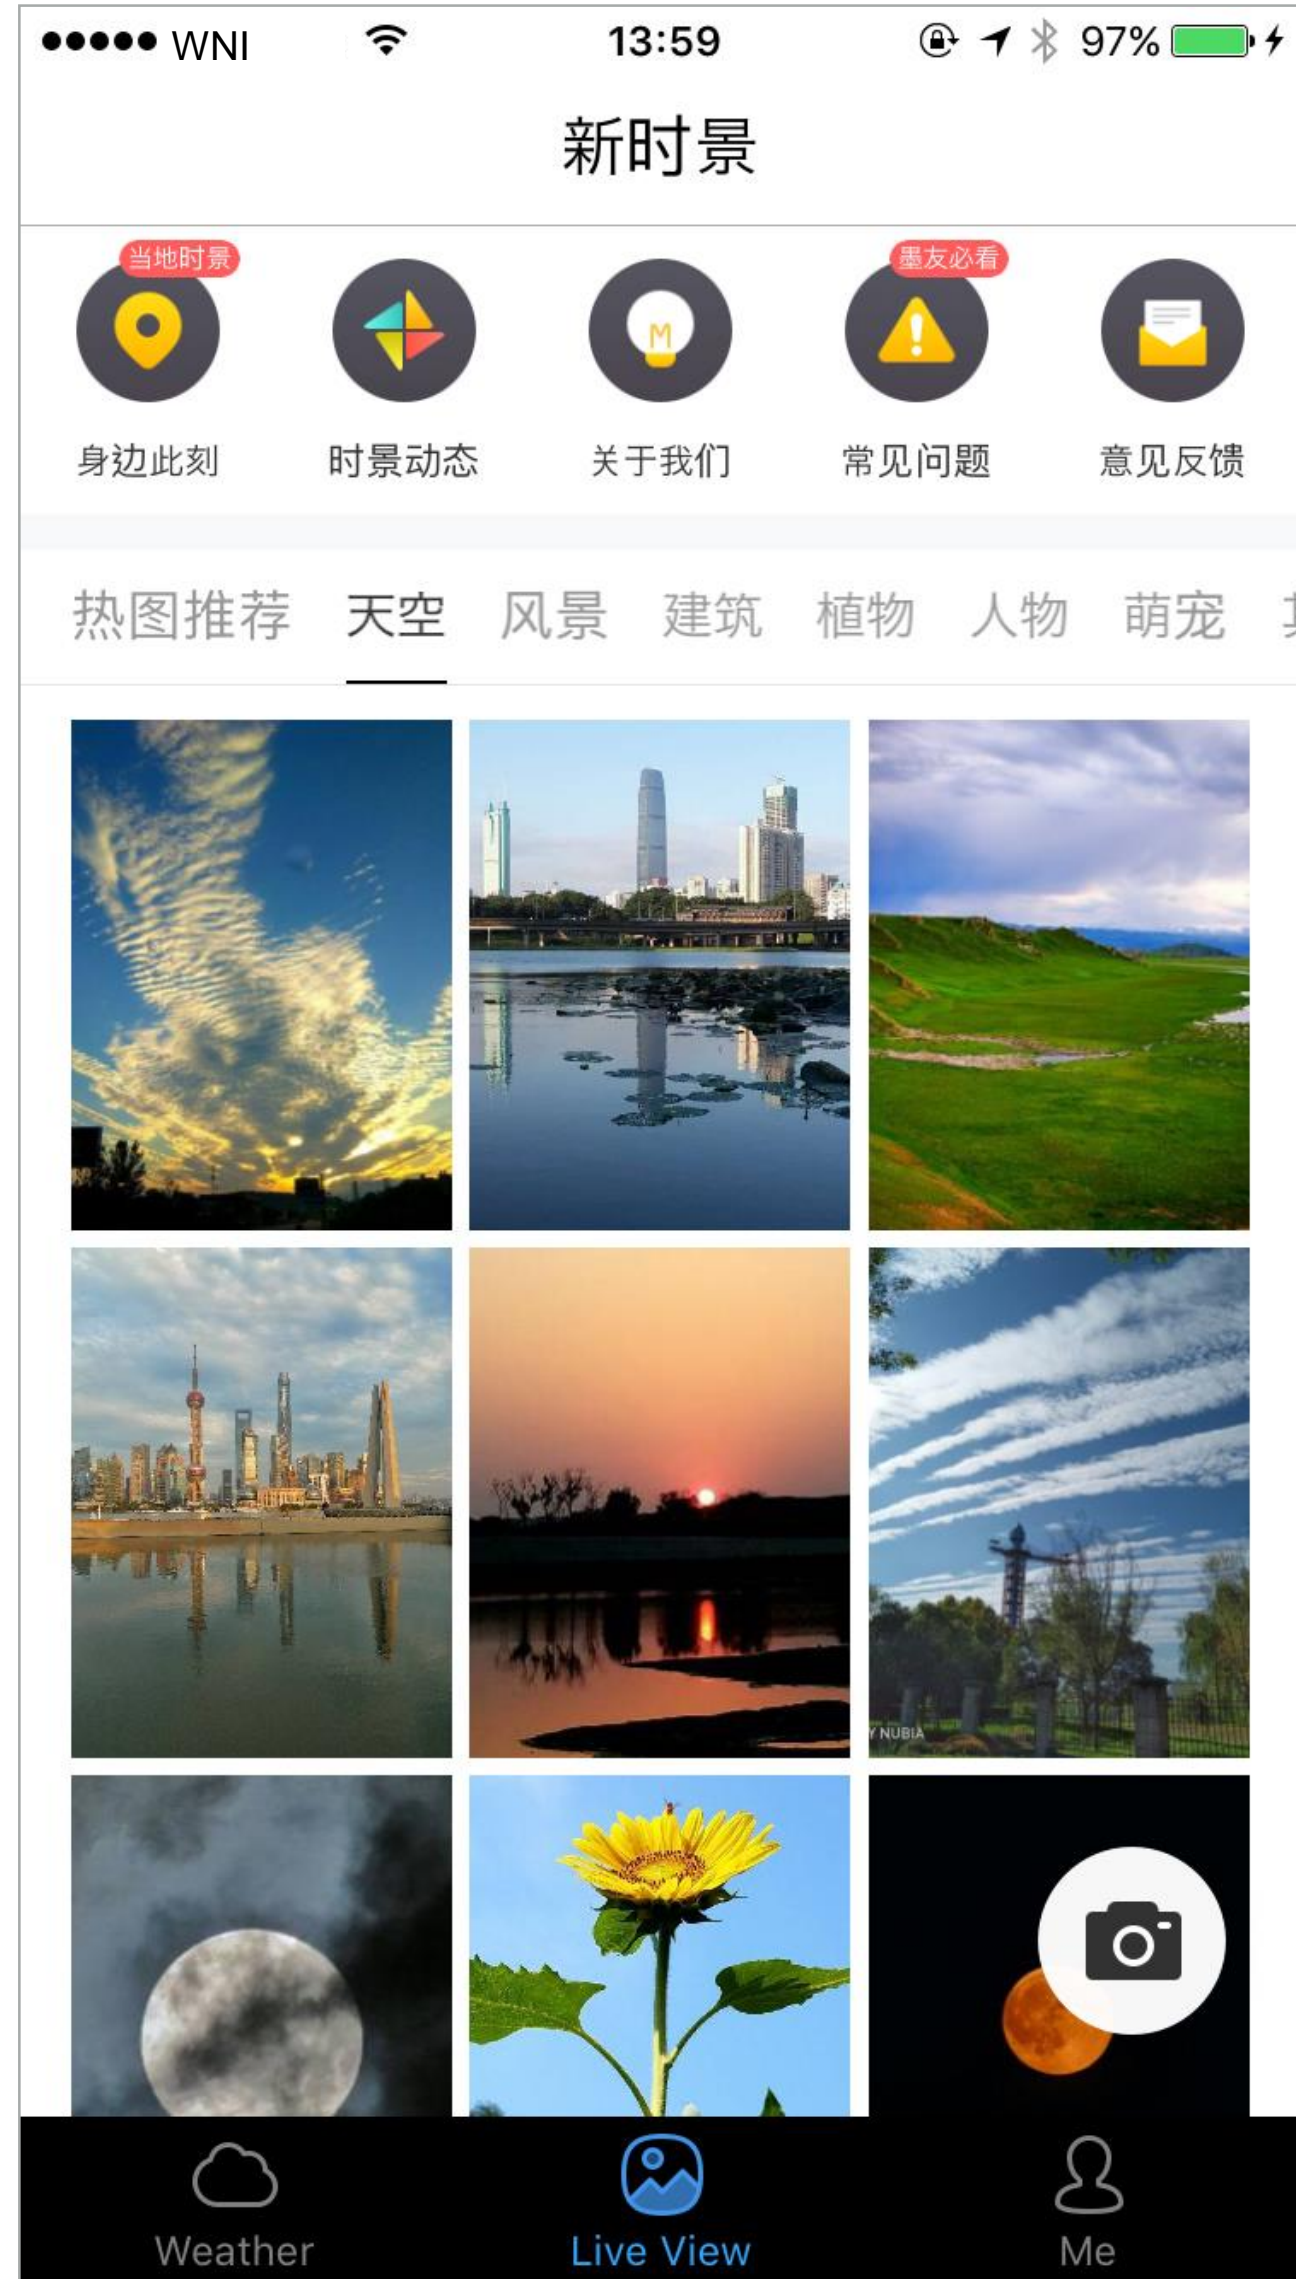 WNI 13:59 97%
新时景
当地时景 墨友必看
M
身边此刻 时景动态 关于我们 常见问题 意见反馈
热图推荐 天空 风景 建筑 植物 人物 萌宠
Y NUBIA
Weather Live View Me